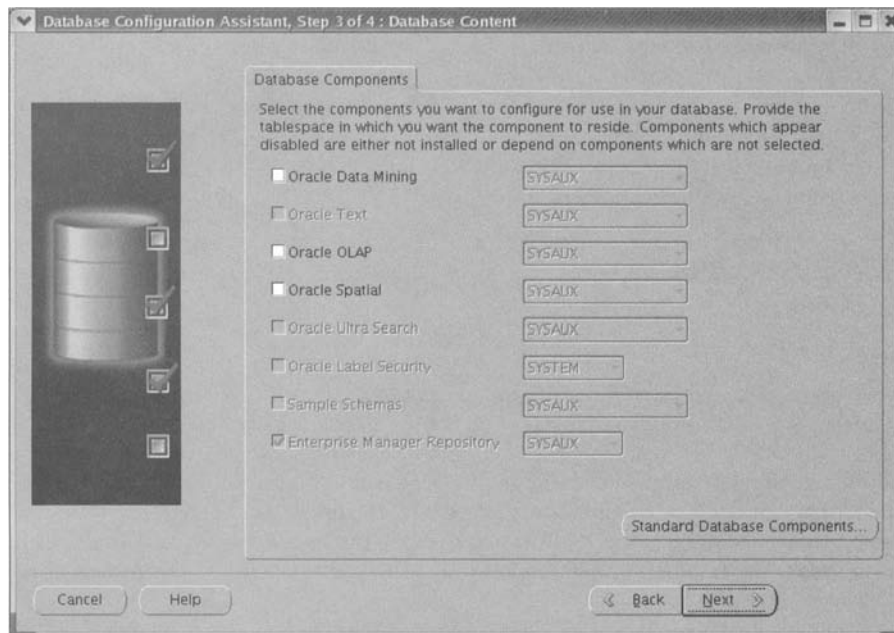 Database Configuration Assistant, Step 3 of 4 : Database Content
Database Components
Select the components you want to configure for use in your database. Provide the
tablespace in which you want the component to reside. Components which appear
disabled are either not installed or depend on components which are not selected.
Oracle Data Mining SYSAUX
Oracle Text SYSAUX
Oracle OLAP SYSAUX
Oracle Spatial SYSAUX
Oracle Ultra Search SYSAUX
Oracle Label Security SYSTEM
Sample Schemas SYSAUX
Enterprise Manager Repository SYSAUX
Standard Database Components...
Cancel Help Back Next